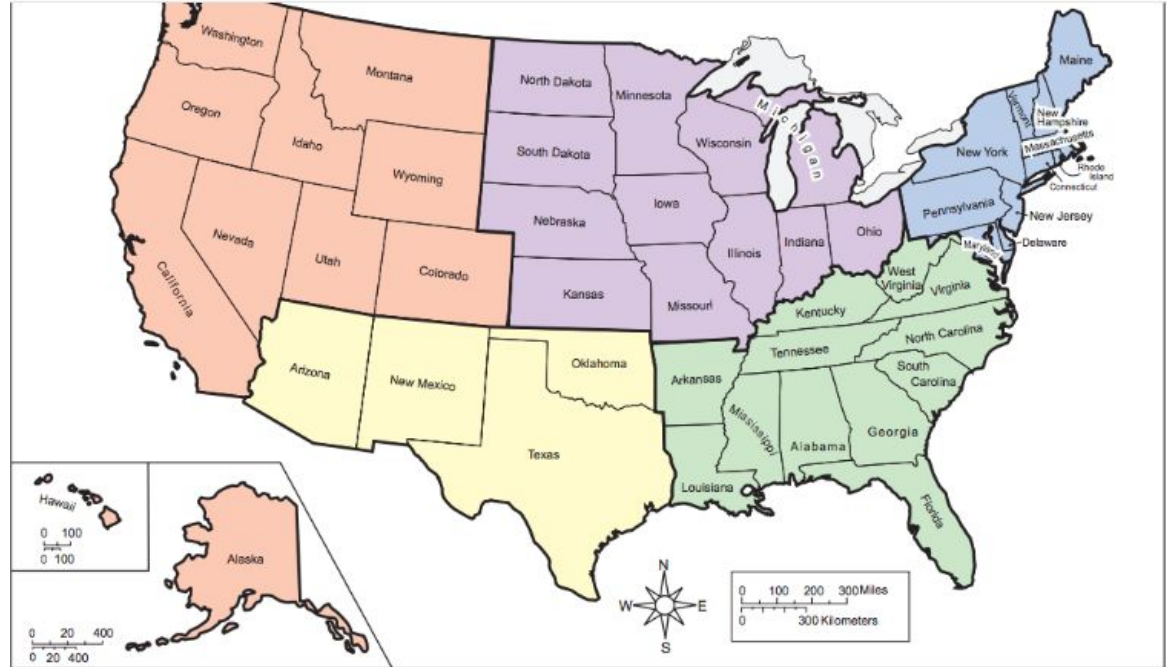 Washington
Montana
North Dakota
Minnesota
Maine
Vermont
New
Hampshire
Michigan
Oregon
Idaho
Wisconsin
Massachusetts
South Dakota
New York
Rhode
Island
Connecticut
Wyoming
Iowa
Pennsylvania
New Jersey
Nebraska
Nevada
Ohio
Illinois
Indiana
Maryland
Delaware
Utah
Colorado
West
Virginia
Virginia
California
Kansas
Missouri
Kentucky
North Carolina
Tennessee
Oklahoma
South
Carolina
Arizona
New Mexico
Arkansas
Mississippi
Georgia
Alabama
Texas
Louisiana
Florida
Hawaii
0 100
0 100
Alaska
0 20 400
0 20 400
N
W
E
S
0 100 200 300 Miles
0 300 Kilometers